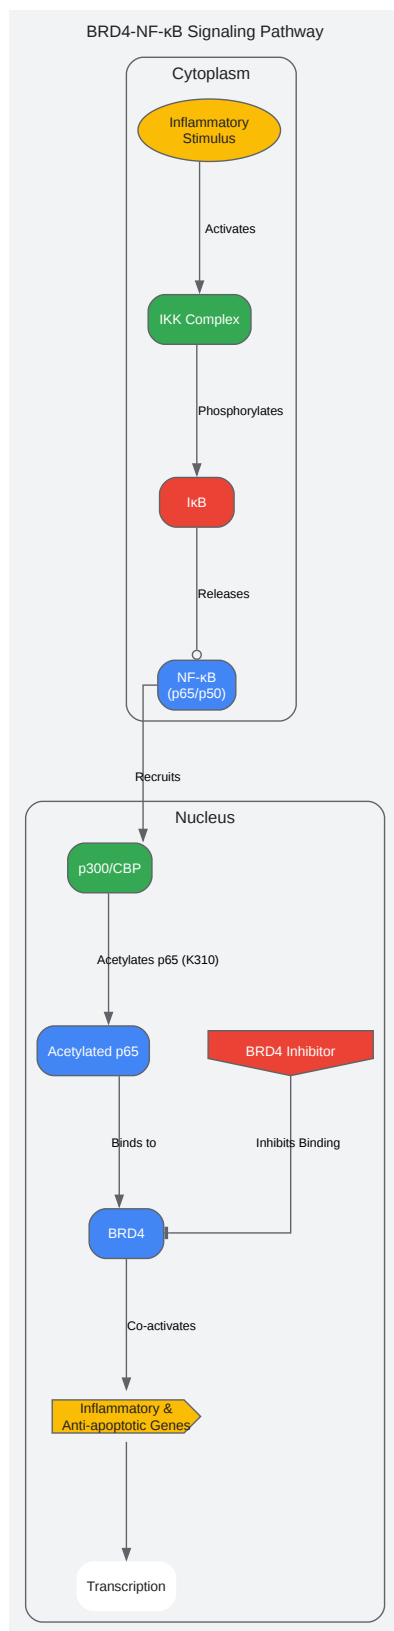 BRD4-NF-κB Signaling Pathway
Cytoplasm
Inflammatory
Stimulus
Activates
IKK Complex
Phosphorylates
IκB
Releases
NF-κB
(p65/p50)
Recruits
Nucleus
p300/CBP
Acetylates p65 (K310)
Acetylated p65
BRD4 Inhibitor
Binds to
Inhibits Binding
BRD4
Co-activates
Inflammatory &
Anti-apoptotic Genes
Transcription